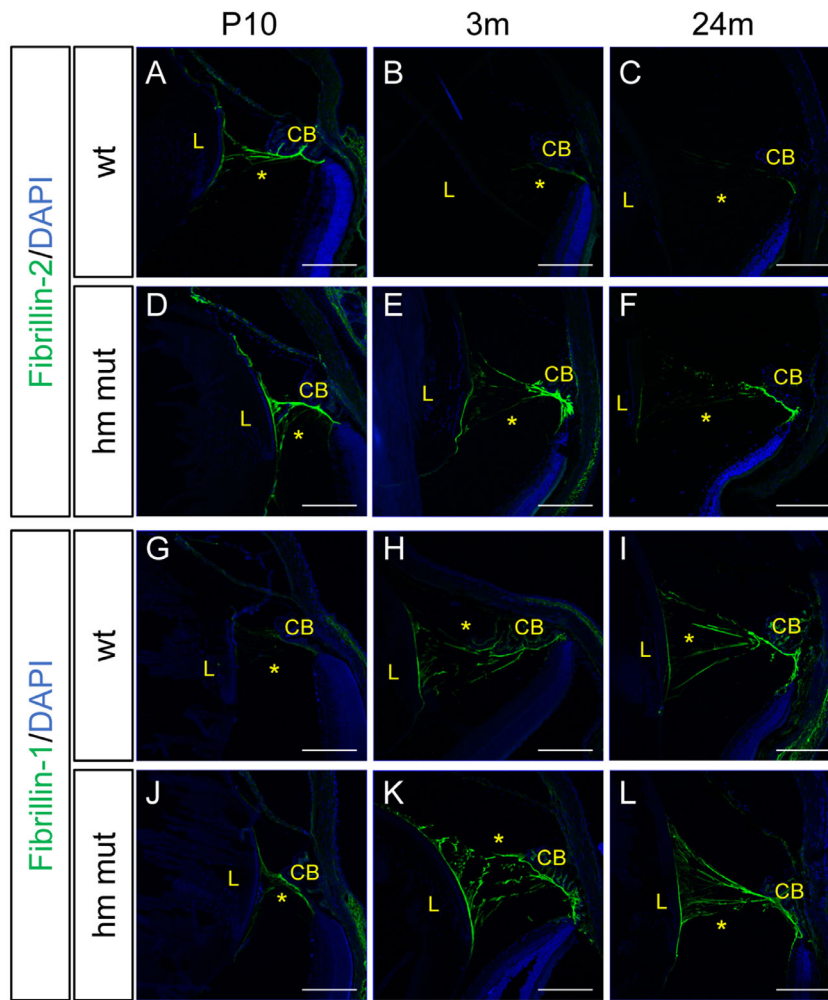 P10 3m 24m
Fibrillin-2/DAPI
wt
A L CB *
B L CB *
C L CB *
hm mut
D L CB *
E L CB *
F L CB *
Fibrillin-1/DAPI
wt
G L CB *
H L CB *
I L CB *
hm mut
J L CB *
K L CB *
L L CB *